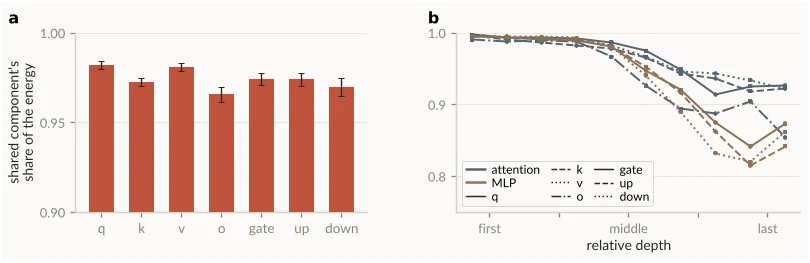 a
shared component's
share of the energy
1.00
0.95
0.90
q k v o gate up down
b
1.0
0.9
0.8
attention k gate
MLP v up
q o down
first middle last
relative depth